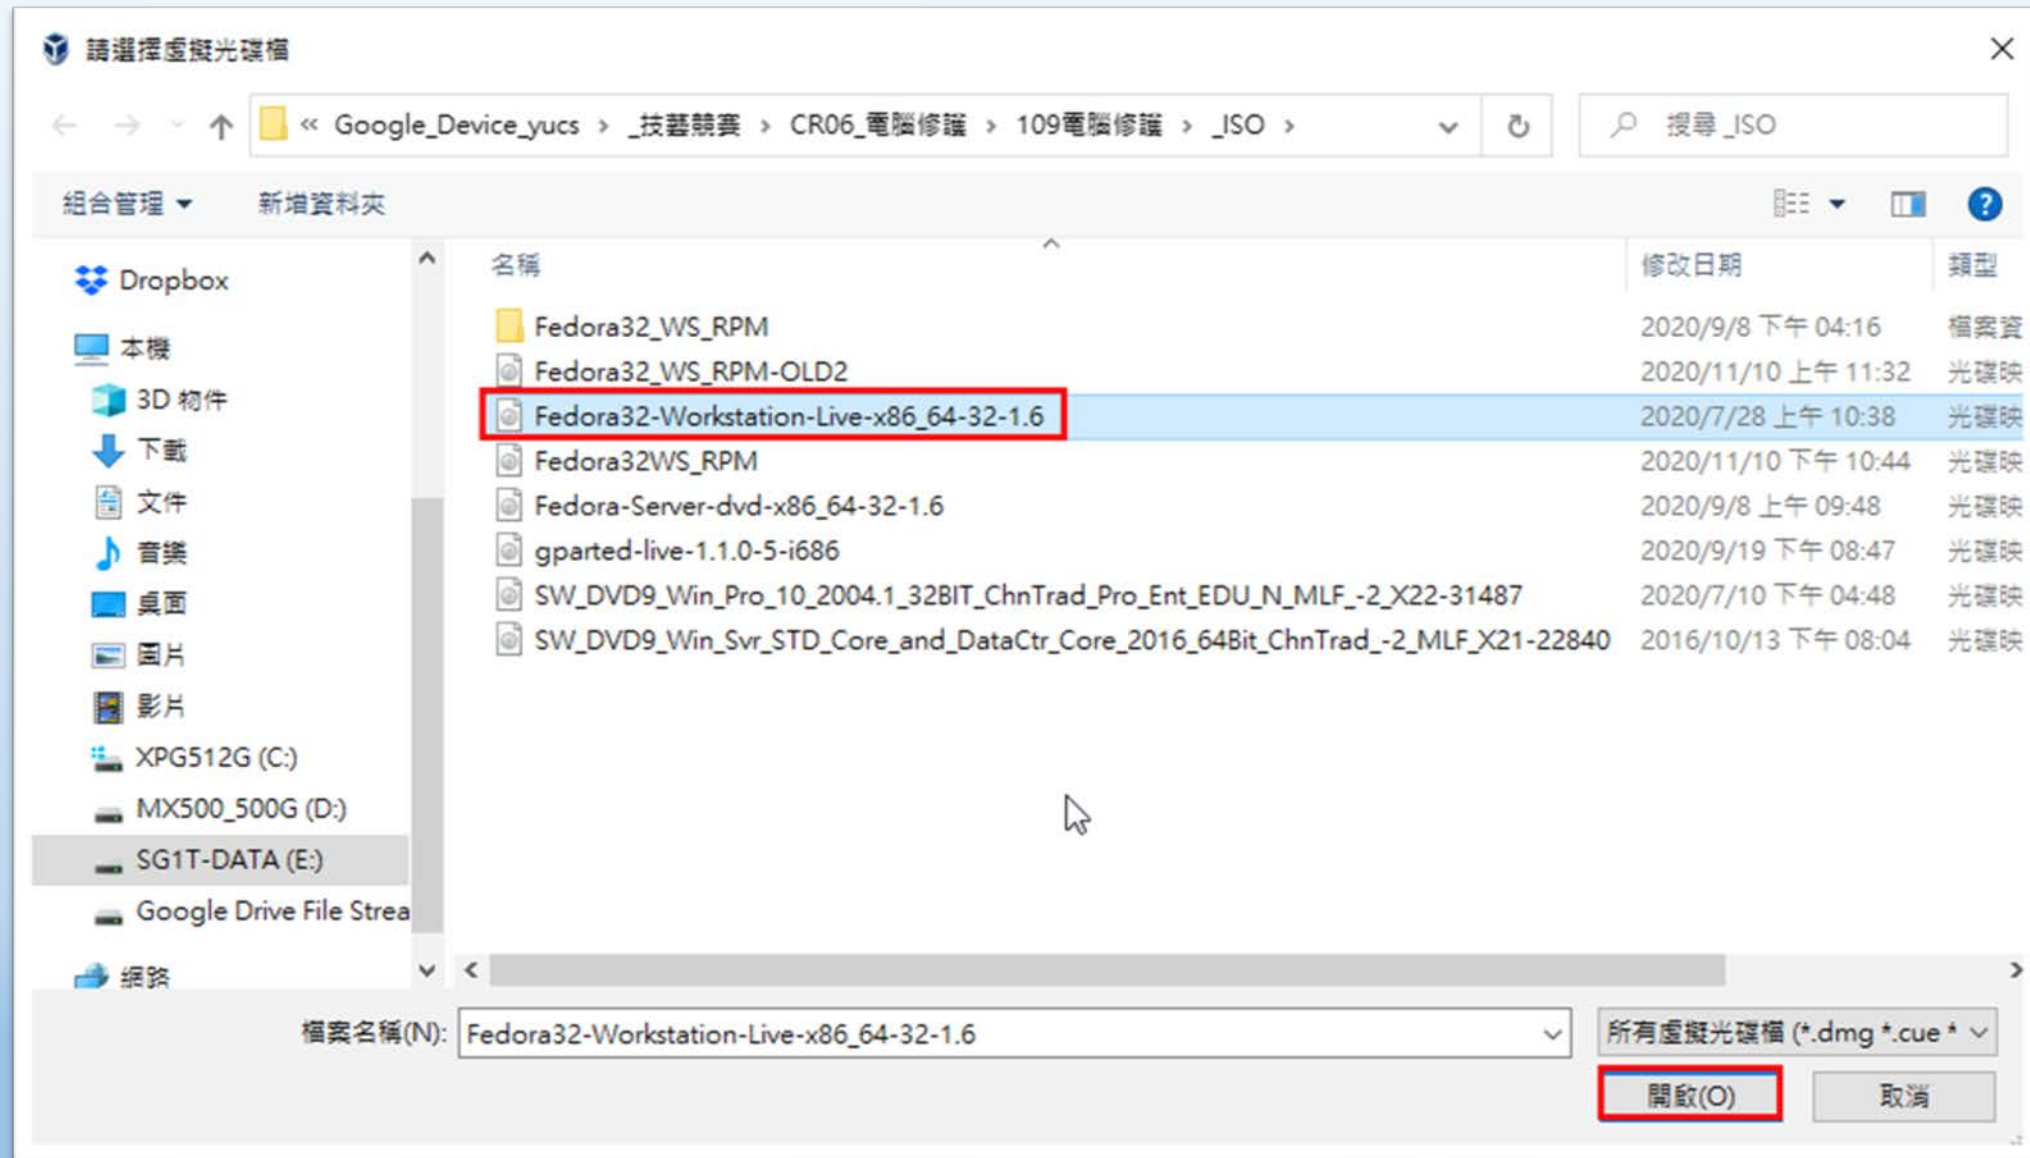 請選擇虛擬光碟檔
« Google_Device_yucs › _技藝競賽 › CR06_電腦修護 › 109電腦修護 › _ISO ›
搜尋 _ISO
組合管理 新增資料夾
名稱 修改日期 類型
Dropbox
本機
3D 物件
下載
文件
音樂
桌面
圖片
影片
XPG512G (C:)
MX500_500G (D:)
SG1T-DATA (E:)
Google Drive File Strea
網路
Fedora32_WS_RPM 2020/9/8 下午 04:16 檔案資
Fedora32_WS_RPM-OLD2 2020/11/10 上午 11:32 光碟映
Fedora32-Workstation-Live-x86_64-32-1.6 2020/7/28 上午 10:38 光碟映
Fedora32WS_RPM 2020/11/10 下午 10:44 光碟映
Fedora-Server-dvd-x86_64-32-1.6 2020/9/8 上午 09:48 光碟映
gparted-live-1.1.0-5-i686 2020/9/19 下午 08:47 光碟映
SW_DVD9_Win_Pro_10_2004.1_32BIT_ChnTrad_Pro_Ent_EDU_N_MLF_-2_X22-31487 2020/7/10 下午 04:48 光碟映
SW_DVD9_Win_Svr_STD_Core_and_DataCtr_Core_2016_64Bit_ChnTrad_-2_MLF_X21-22840 2016/10/13 下午 08:04 光碟映
檔案名稱(N): Fedora32-Workstation-Live-x86_64-32-1.6 所有虛擬光碟檔 (*.dmg *.cue *
開啟(O) 取消